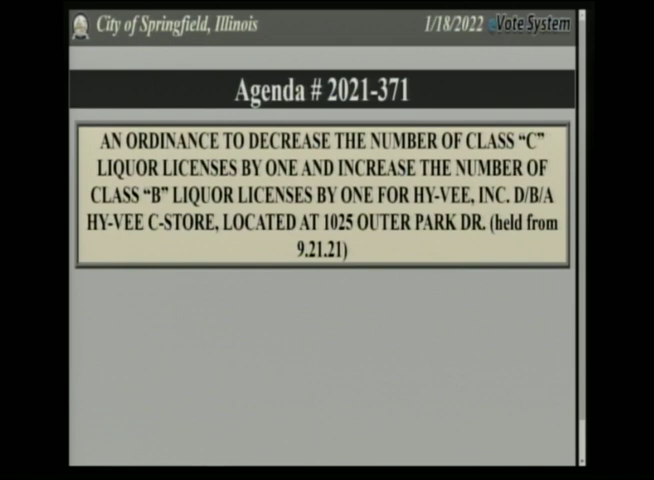 City of Springfield, Illinois 1/18/2022 eVote System
Agenda # 2021-371
AN ORDINANCE TO DECREASE THE NUMBER OF CLASS “C”
LIQUOR LICENSES BY ONE AND INCREASE THE NUMBER OF
CLASS “B” LIQUOR LICENSES BY ONE FOR HY-VEE, INC. D/B/A
HY-VEE C-STORE, LOCATED AT 1025 OUTER PARK DR. (held from
9.21.21)